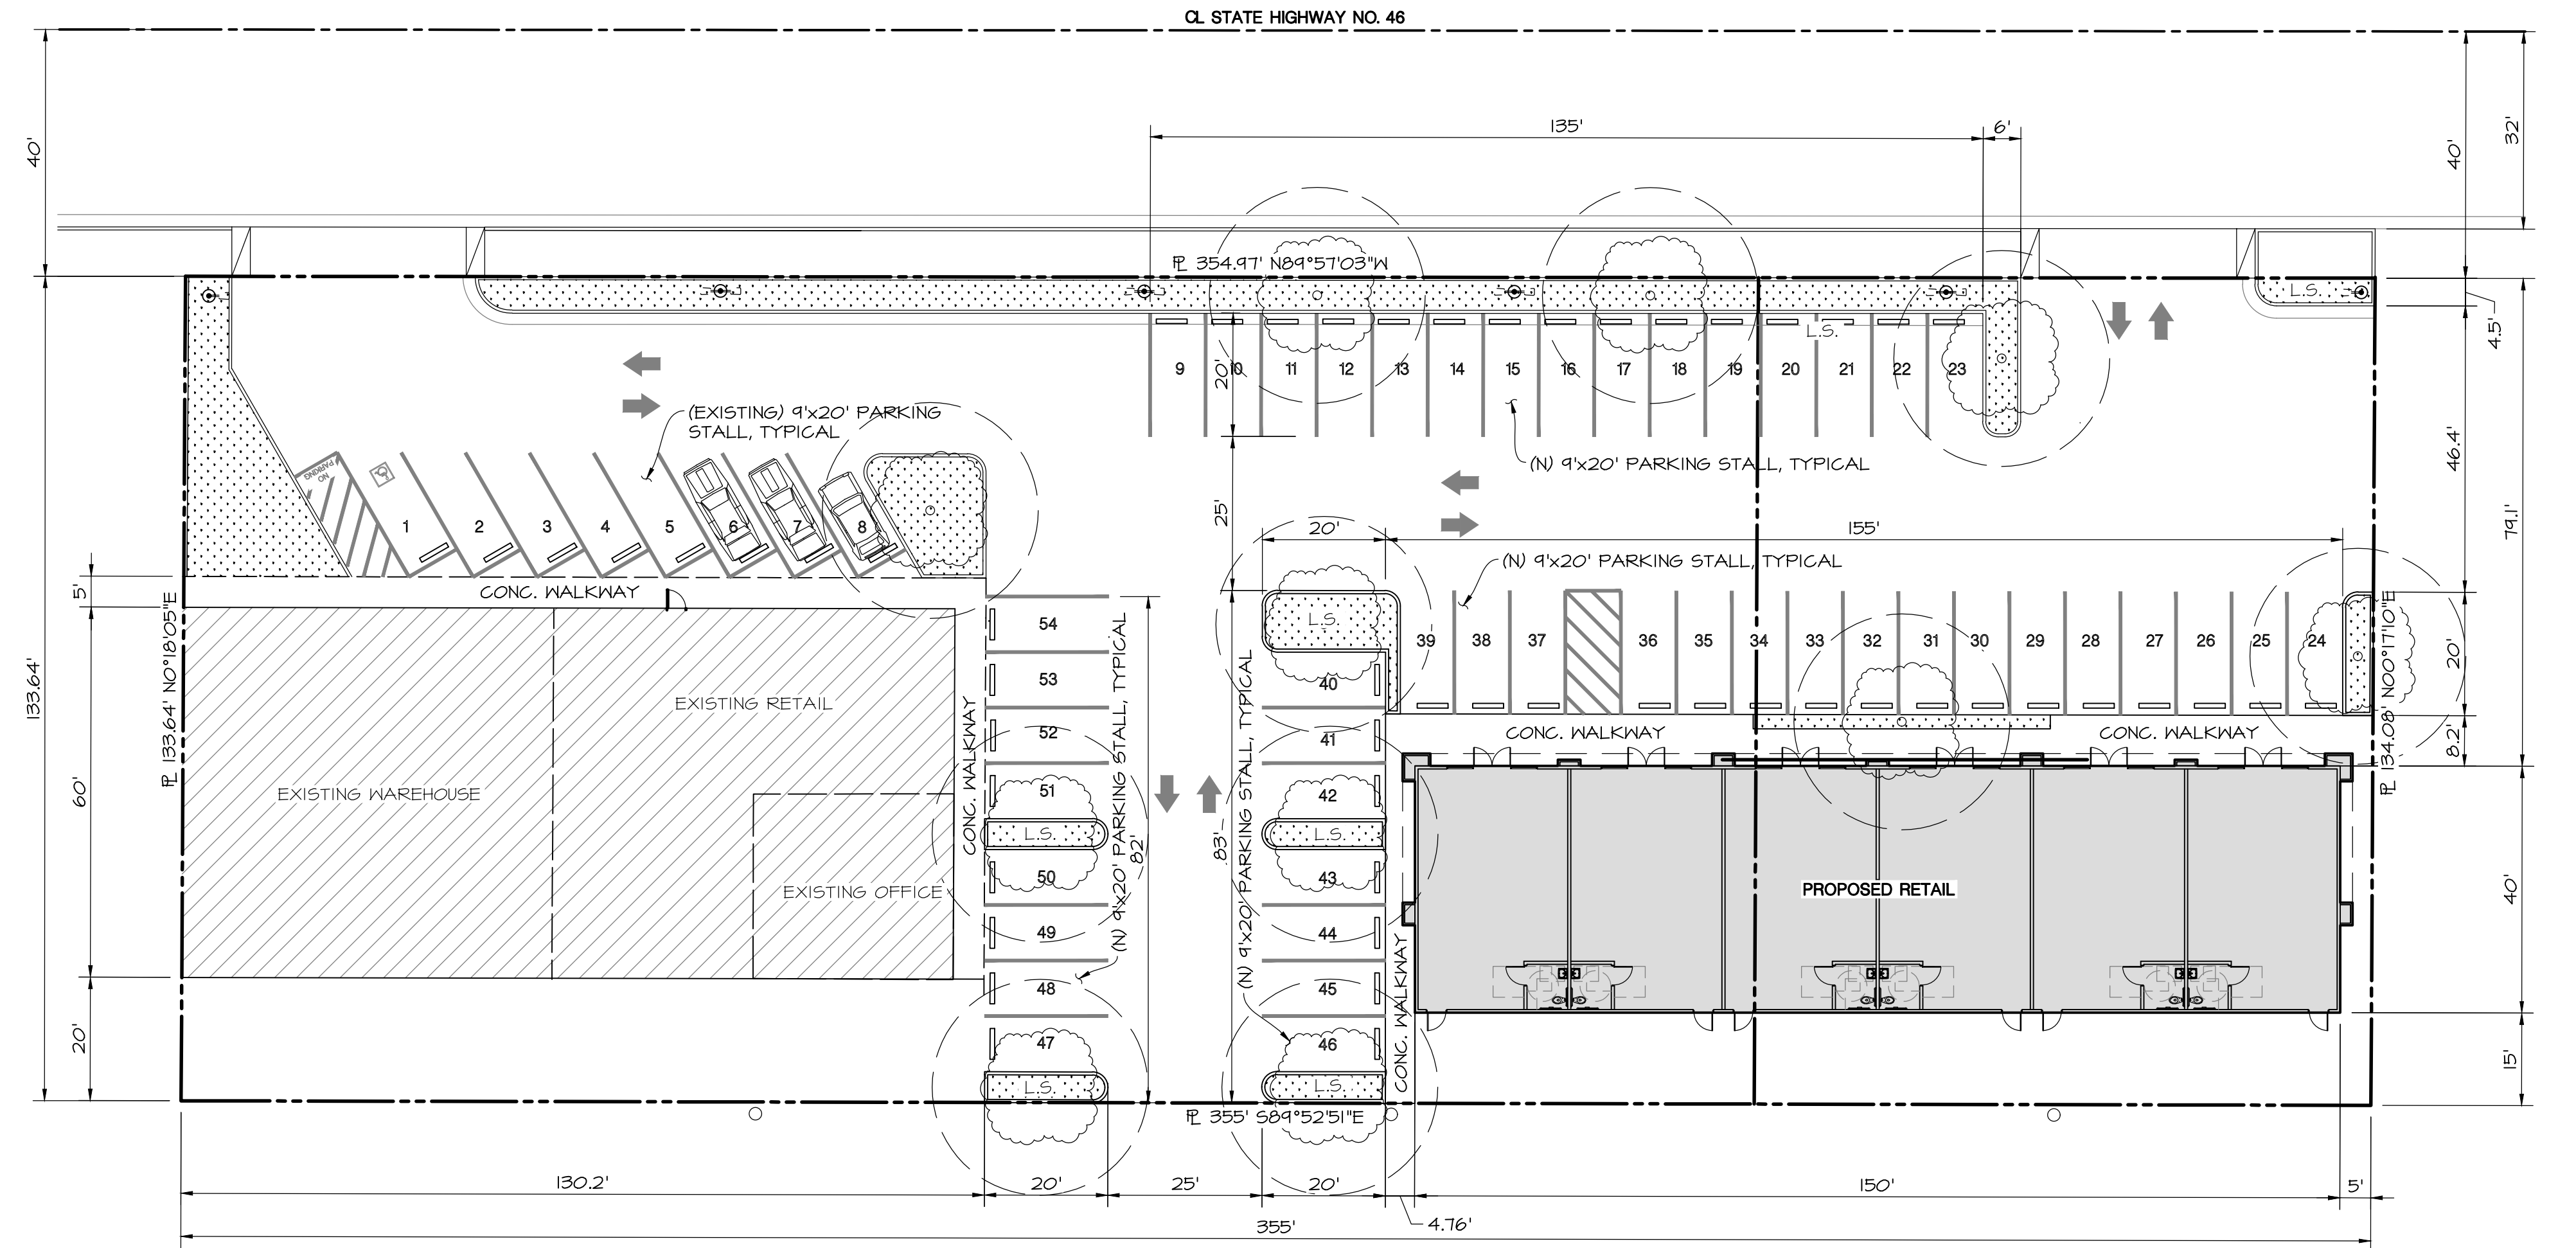 CL STATE HIGHWAY NO. 46
40'
135'
6'
40'
32'
PL 354.97' N89°57'03"W
L.S.
4.5'
L.S.
20'
9 10 11 12 13 14 15 16 17 18 19 20 21 22 23
(EXISTING) 9'x20' PARKING
STALL, TYPICAL
(N) 9'x20' PARKING STALL, TYPICAL
46.4'
79.1'
NO
PARKING
1 2 3 4 5 6 7 8
25'
20'
155'
(N) 9'x20' PARKING STALL, TYPICAL
5'
CONC. WALKWAY
PL 133.64' N0°18'05"E
133.64'
60'
20'
EXISTING RETAIL
EXISTING WAREHOUSE
EXISTING OFFICE
CONC. WALKWAY
54
53
52
51
L.S.
50
49
48
47
L.S.
(N) 9'x20' PARKING STALL, TYPICAL
82'
83'
(N) 9'x20' PARKING STALL, TYPICAL
L.S.
40
41
42
L.S.
43
44
45
46
L.S.
39 38 37 36 35 34 33 32 31 30 29 28 27 26 25 24
CONC. WALKWAY
CONC. WALKWAY
CONC. WALKWAY
PROPOSED RETAIL
PL 134.08' N00°17'10"E
20'
8.2'
40'
15'
PL 355' S89°52'51"E
130.2'
20'
25'
20'
4.76'
150'
5'
355'